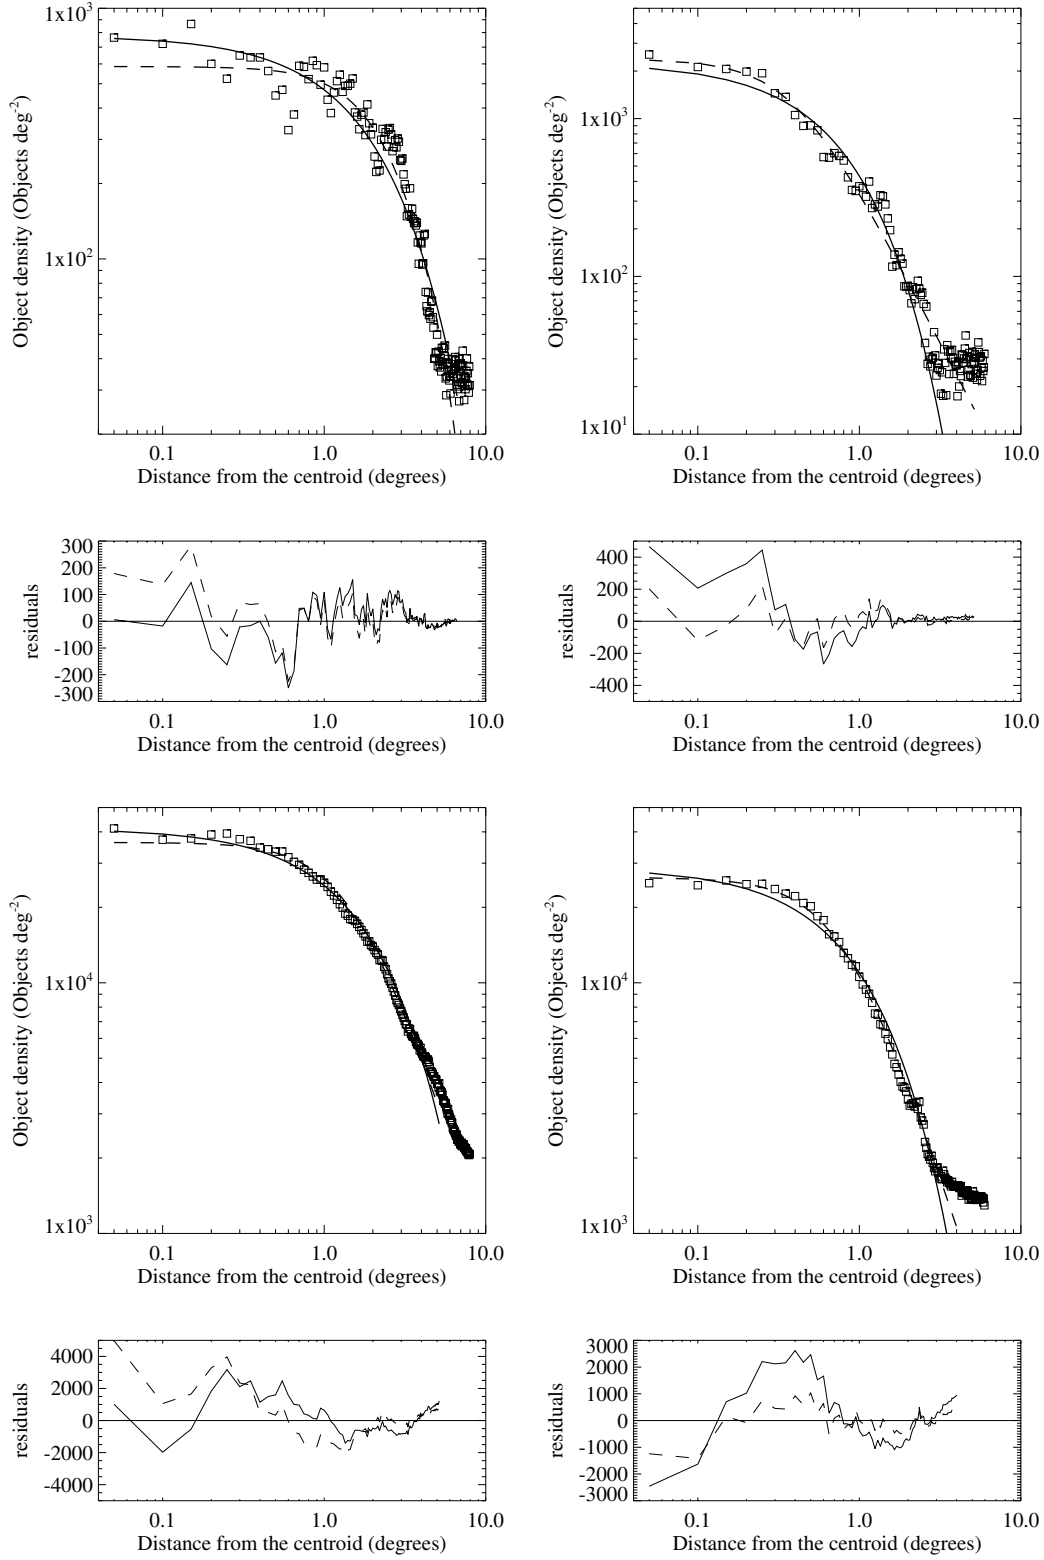 1x10³
1x10²
Object density (Objects deg⁻²)
0.1 1.0 10.0
Distance from the centroid (degrees)
1x10³
1x10²
1x10¹
Object density (Objects deg⁻²)
0.1 1.0 10.0
Distance from the centroid (degrees)
300
200
100
0
-100
-200
-300
residuals
0.1 1.0 10.0
Distance from the centroid (degrees)
400
200
0
-200
-400
residuals
0.1 1.0 10.0
Distance from the centroid (degrees)
1x10⁴
1x10³
Object density (Objects deg⁻²)
0.1 1.0 10.0
Distance from the centroid (degrees)
1x10⁴
1x10³
Object density (Objects deg⁻²)
0.1 1.0 10.0
Distance from the centroid (degrees)
4000
2000
0
-2000
-4000
residuals
0.1 1.0 10.0
Distance from the centroid (degrees)
3000
2000
1000
0
-1000
-2000
-3000
residuals
0.1 1.0 10.0
Distance from the centroid (degrees)